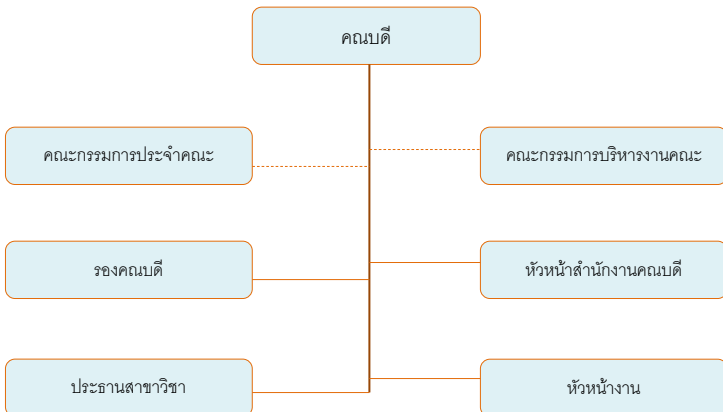 คณบดี
คณะกรรมการประจำคณะ
คณะกรรมการบริหารงานคณะ
รองคณบดี
หัวหน้าสำนักงานคณบดี
ประธานสาขาวิชา
หัวหน้างาน